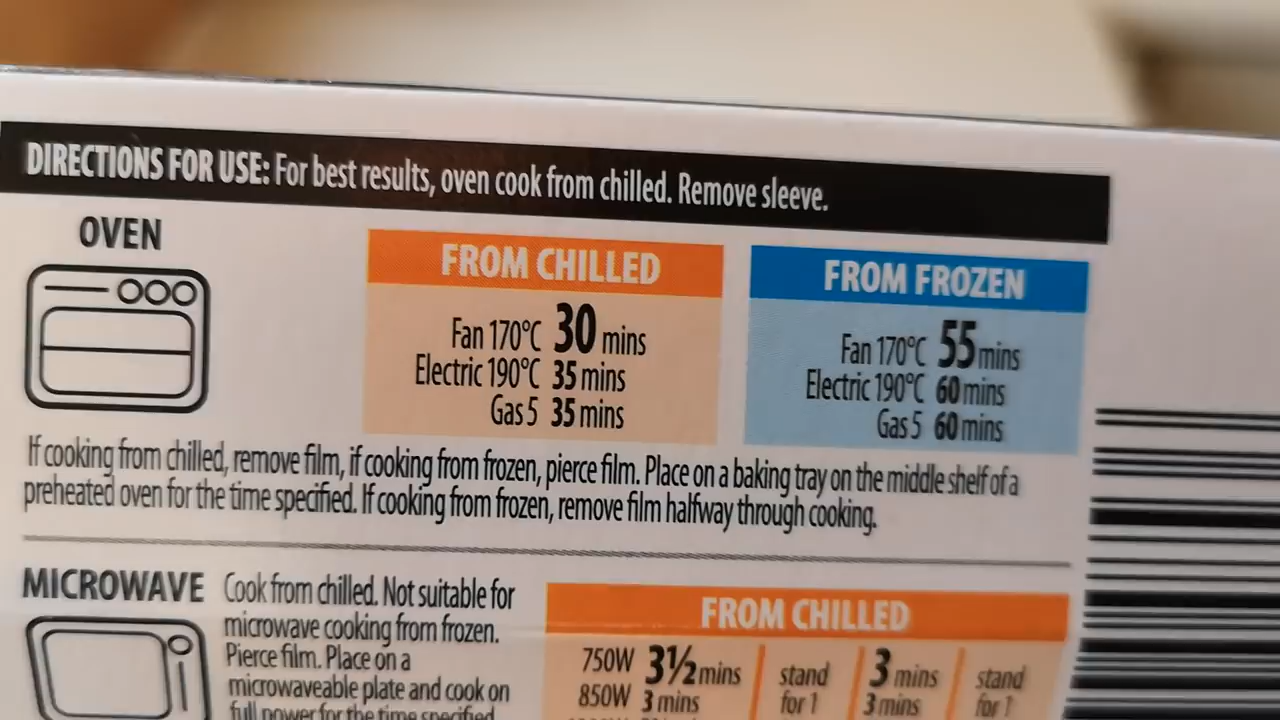 DIRECTIONS FOR USE: For best results, oven cook from chilled. Remove sleeve.
OVEN
FROM CHILLED
Fan 170°C 30 mins
Electric 190°C 35 mins
Gas 5 35 mins
FROM FROZEN
Fan 170°C 55 mins
Electric 190°C 60 mins
Gas 5 60 mins
If cooking from chilled, remove film, if cooking from frozen, pierce film. Place on a baking tray on the middle shelf of a
preheated oven for the time specified. If cooking from frozen, remove film halfway through cooking.
MICROWAVE
Cook from chilled. Not suitable for
microwave cooking from frozen.
Pierce film. Place on a
microwaveable plate and cook on
full power for the time specified
FROM CHILLED
750W 3½ mins
850W 3 mins
stand
for 1
3 mins
3 mins
stand
for 1